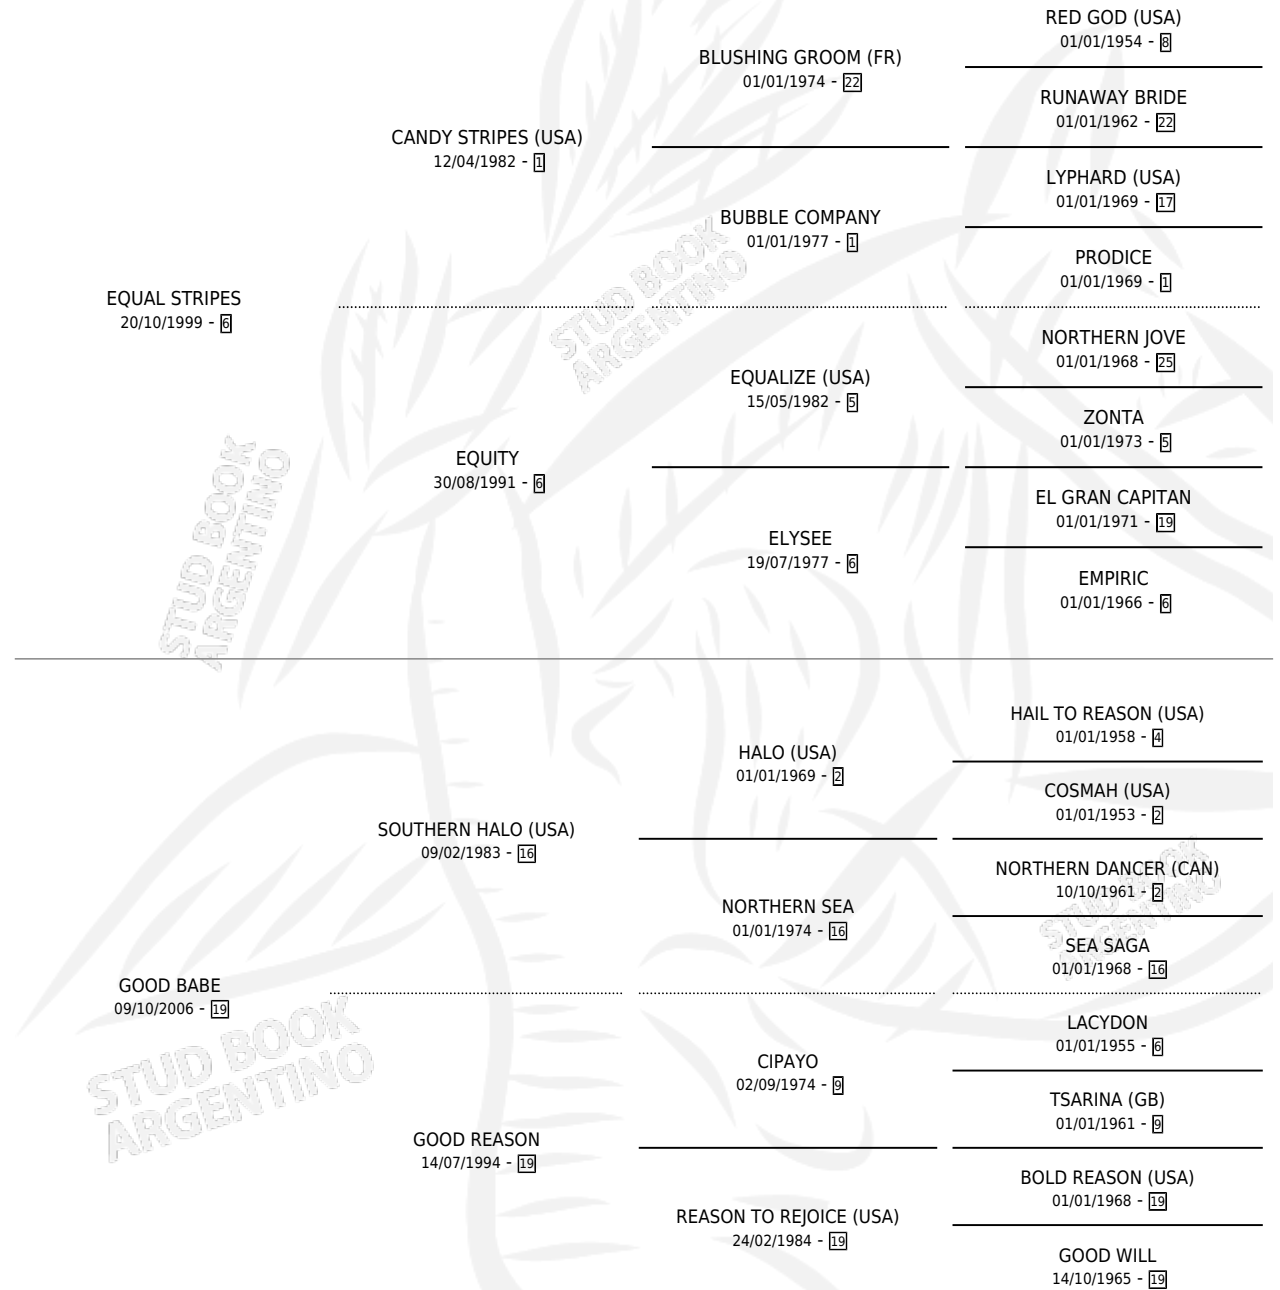 RED GOD (USA)
01/01/1954 - 8
BLUSHING GROOM (FR)
01/01/1974 - 22
RUNAWAY BRIDE
01/01/1962 - 22
CANDY STRIPES (USA)
12/04/1982 - 1
LYPHARD (USA)
01/01/1969 - 17
BUBBLE COMPANY
01/01/1977 - 1
PRODICE
01/01/1969 - 1
EQUAL STRIPES
20/10/1999 - 6
STUD BOOK
ARGENTINO
NORTHERN JOVE
01/01/1968 - 25
EQUALIZE (USA)
15/05/1982 - 5
ZONTA
01/01/1973 - 5
EQUITY
30/08/1991 - 6
EL GRAN CAPITAN
01/01/1971 - 19
ELYSEE
19/07/1977 - 6
EMPIRIC
01/01/1966 - 6
STUD BOOK
ARGENTINO
HAIL TO REASON (USA)
01/01/1958 - 4
HALO (USA)
01/01/1969 - 2
COSMAH (USA)
01/01/1953 - 2
SOUTHERN HALO (USA)
09/02/1983 - 16
NORTHERN DANCER (CAN)
10/10/1961 - 2
NORTHERN SEA
01/01/1974 - 16
STUD BOOK
ARGENTINO
SEA SAGA
01/01/1968 - 16
GOOD BABE
09/10/2006 - 19
STUD BOOK
ARGENTINO
LACYDON
01/01/1955 - 6
CIPAYO
02/09/1974 - 9
TSARINA (GB)
01/01/1961 - 9
GOOD REASON
14/07/1994 - 19
BOLD REASON (USA)
01/01/1968 - 19
REASON TO REJOICE (USA)
24/02/1984 - 19
GOOD WILL
14/10/1965 - 19